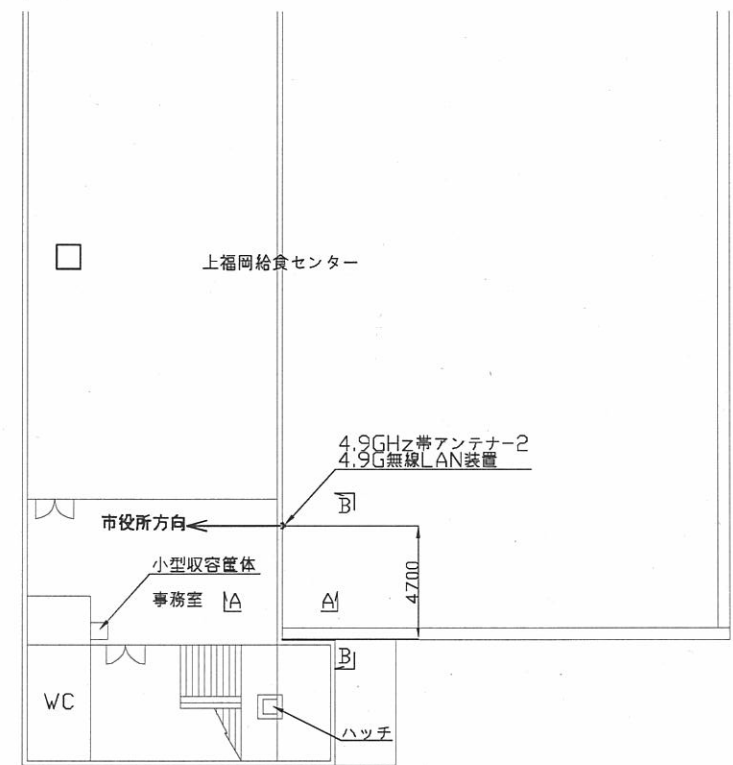 上福岡給食センター
4.9GHz帯アンテナー2
4.9G無線LAN装置
B
市役所方向
小型収容筐体
4700
事務室
A
A
B
WC
ハッチ